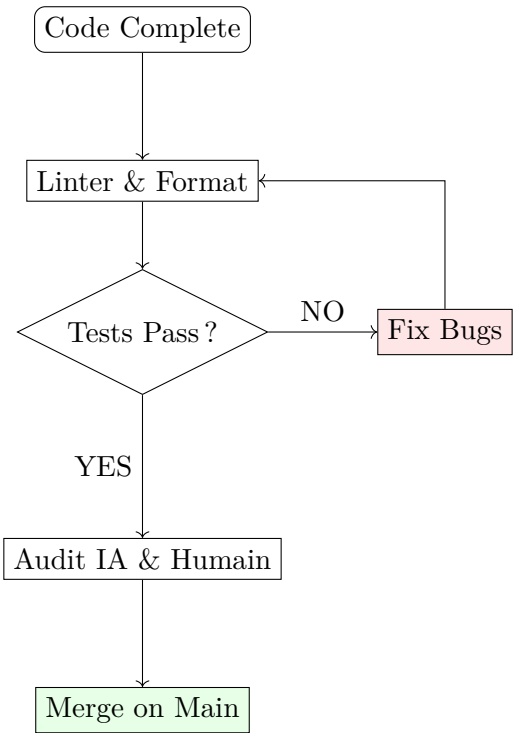 Code Complete
Linter & Format
Tests Pass ?
NO
Fix Bugs
YES
Audit IA & Humain
Merge on Main